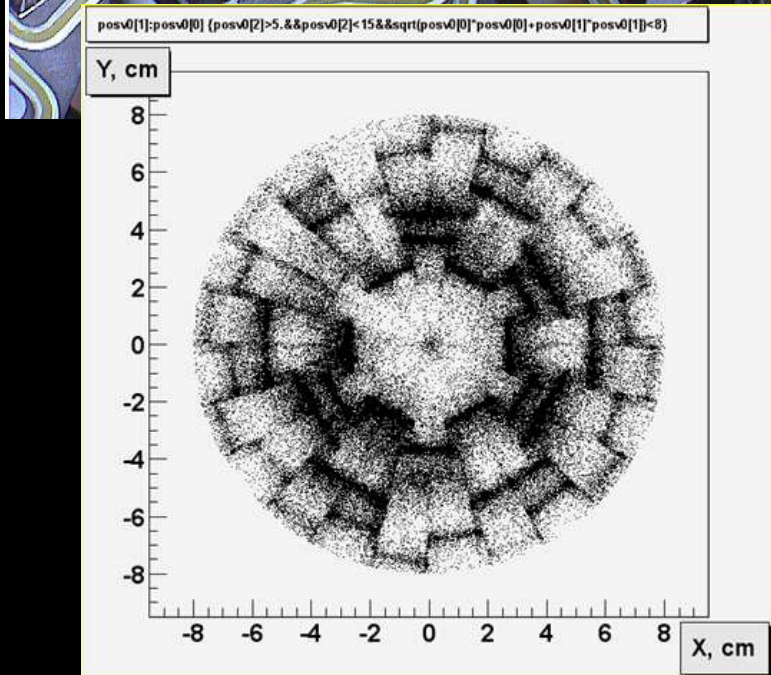 posv0[1]:posv0[0] {posv0[2]>5.&&posv0[2]<15&&sqrt(posv0[0]*posv0[0]+posv0[1]*posv0[1])<8}
Y, cm
8
6
4
2
0
-2
-4
-6
-8
-8 -6 -4 -2 0 2 4 6 8
X, cm